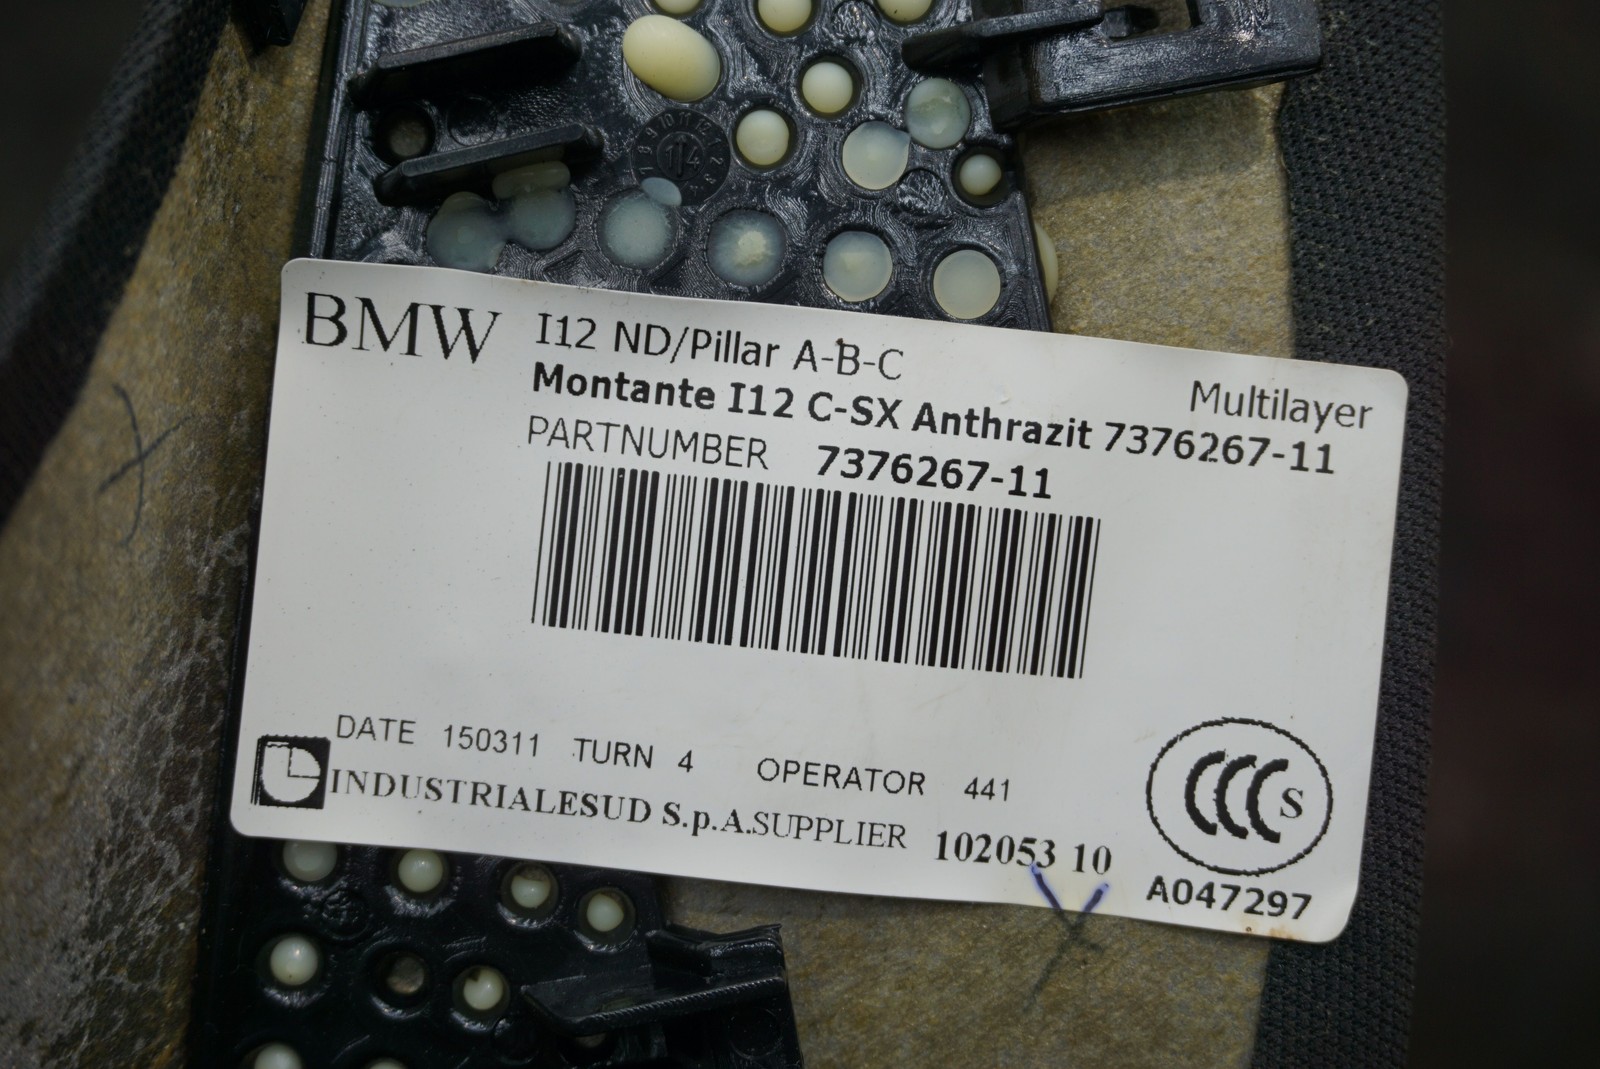 BMW
I12 ND/Pillar A-B-C
Multilayer
Montante I12 C-SX Anthrazit 7376267-11
PARTNUMBER 7376267-11
DATE 150311 TURN 4 OPERATOR 441
INDUSTRIALESUD S.p.A. SUPPLIER 102053 10
CCC S
A047297
14